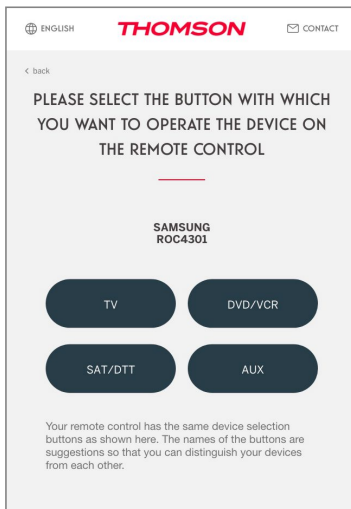 ENGLISH THOMSON CONTACT
< back
PLEASE SELECT THE BUTTON WITH WHICH
YOU WANT TO OPERATE THE DEVICE ON
THE REMOTE CONTROL
SAMSUNG
ROC4301
TV DVD/VCR
SAT/DTT AUX
Your remote control has the same device selection
buttons as shown here. The names of the buttons are
suggestions so that you can distinguish your devices
from each other.